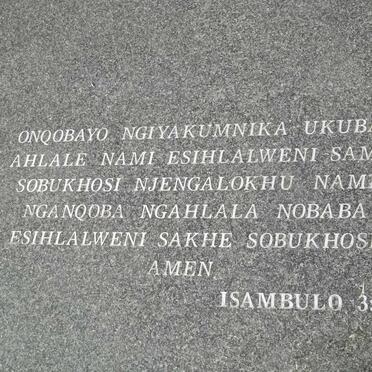 ONQOBAYO NGIYAKUMNIKA UKUBA
AHLALE NAMI ESIHLALWENI SAM
SOBUKHOSI NJENGALOKHU NAM
NGANQOBA NGAHLALA NOBABA
ESIHLALWENI SAKHE SOBUKHOSI
AMEN
ISAMBULO 3: